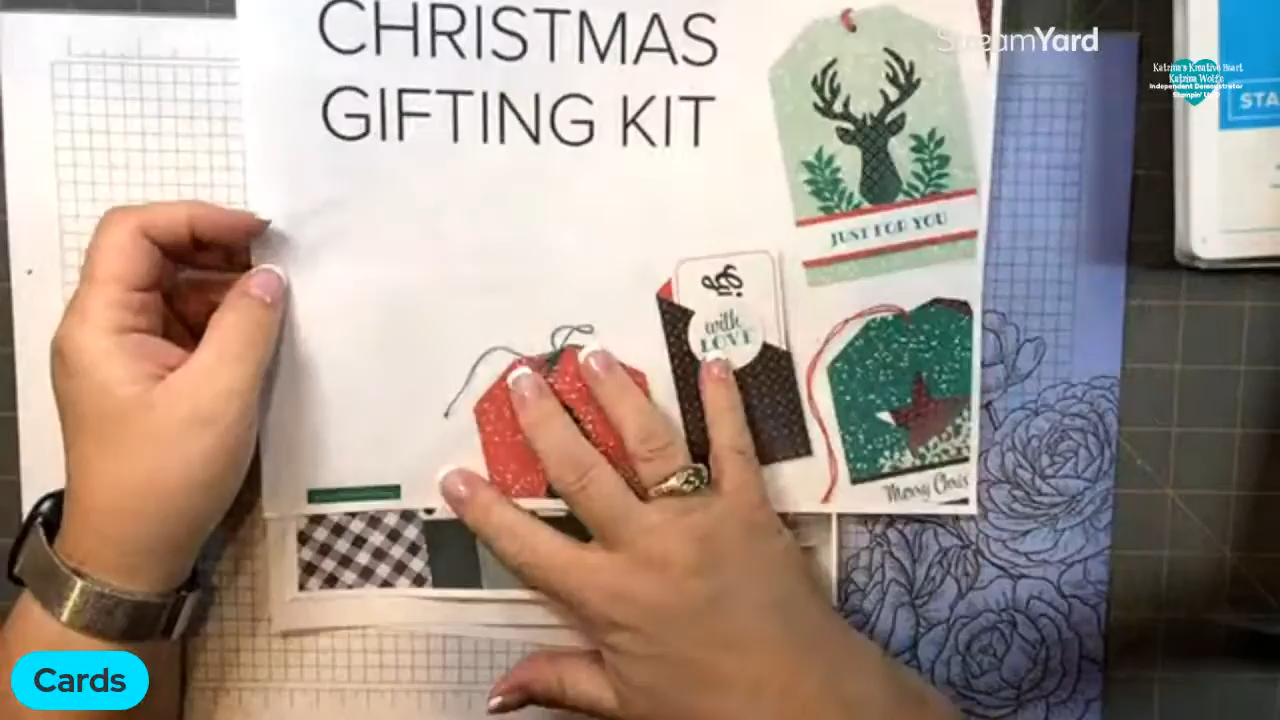 CHRISTMAS
GIFTING KIT
StreamYard
Katrina's Kreative Heart
Katrina Wolfe
Independent Demonstrator
Stampin' Up!
STA
JUST FOR YOU
with
LOVE
Merry Chris
Cards